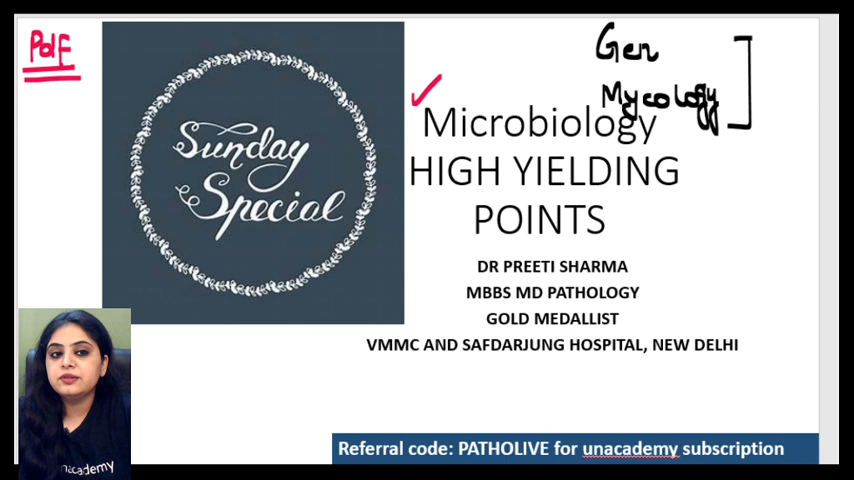 Pdf
Sunday
Special
Gen
Mycology
Microbiology
HIGH YIELDING
POINTS
DR PREETI SHARMA
MBBS MD PATHOLOGY
GOLD MEDALLIST
VMMC AND SAFDARJUNG HOSPITAL, NEW DELHI
unacademy
Referral code: PATHOLIVE for unacademy subscription